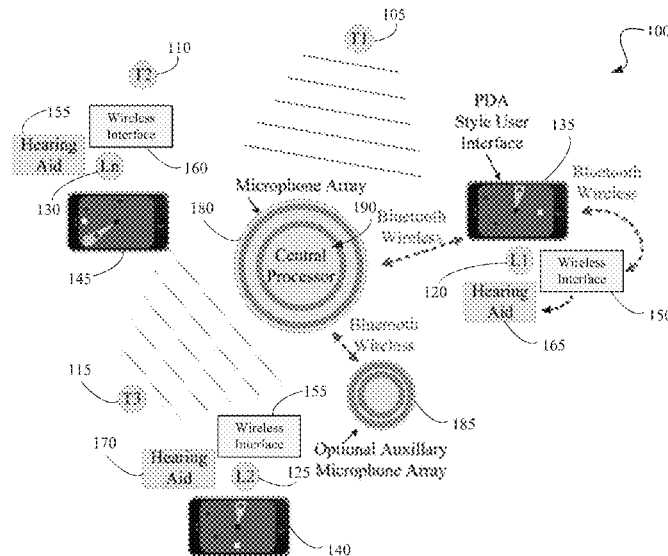 105
T1
100
110
T2
155
Wireless
Interface
Hearing
Aid
160
Ln
130
145
PDA
Style User
Interface
135
Bluetooth
Wireless
Microphone Array
180
190
Bluetooth
Wireless
Central
Processor
L1
120
Wireless
Interface
Hearing
Aid
150
165
Bluetooth
Wireless
115
T3
155
Wireless
Interface
185
170
Hearing
Aid
L2
125
Optional Auxillary
Microphone Array
140